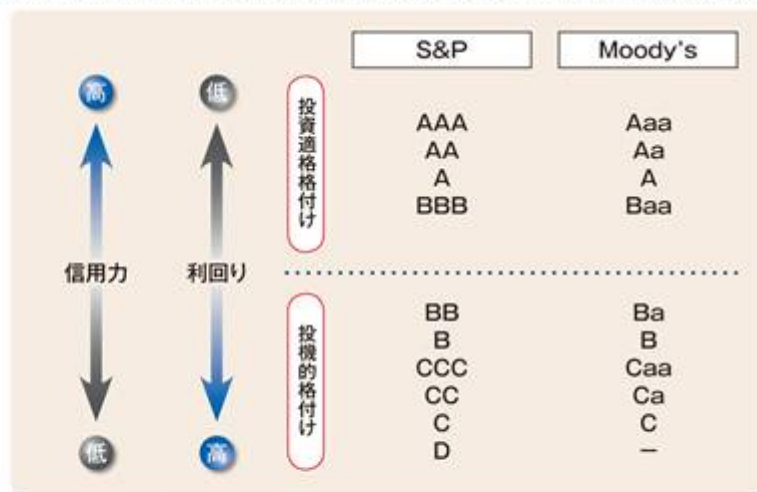 S&P Moody's
高 低
投資適格格付け
AAA Aaa
AA Aa
A A
BBB Baa
信用力 利回り
投機的格付け
BB Ba
B B
CCC Caa
CC Ca
C C
D −
低 高